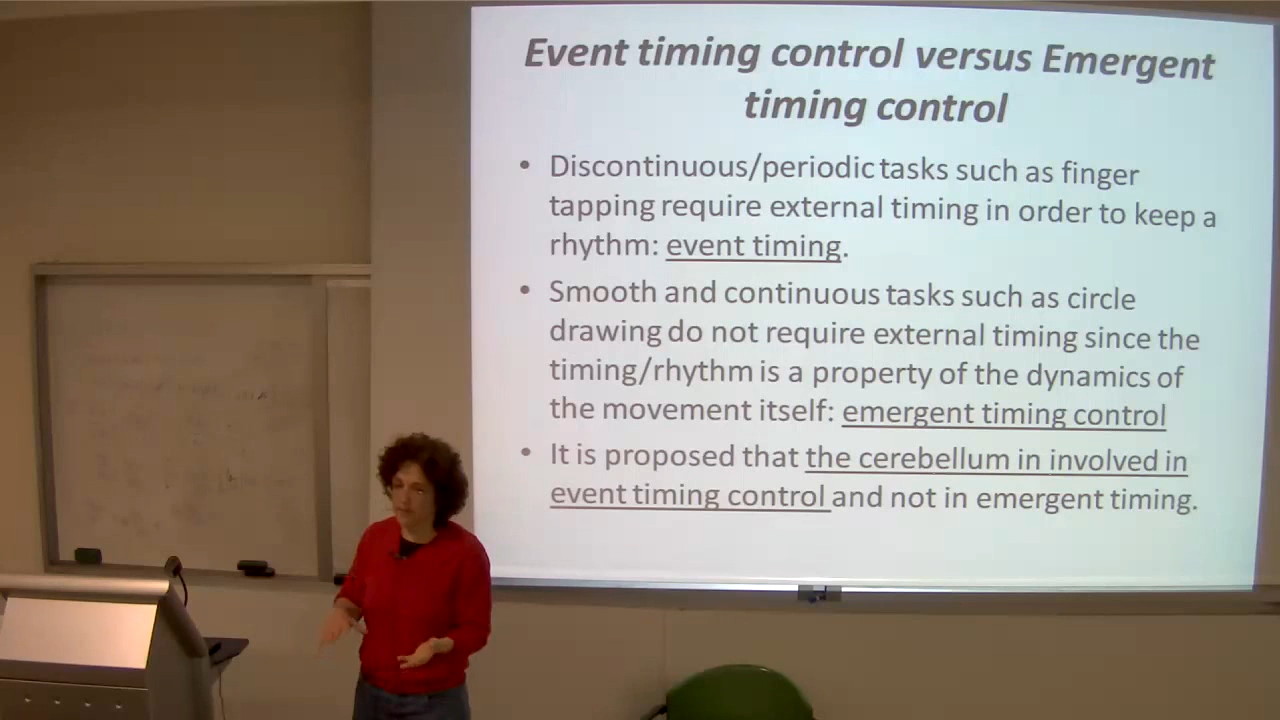 Event timing control versus Emergent
timing control
• Discontinuous/periodic tasks such as finger
tapping require external timing in order to keep a
rhythm: event timing.
• Smooth and continuous tasks such as circle
drawing do not require external timing since the
timing/rhythm is a property of the dynamics of
the movement itself: emergent timing control
• It is proposed that the cerebellum in involved in
event timing control and not in emergent timing.